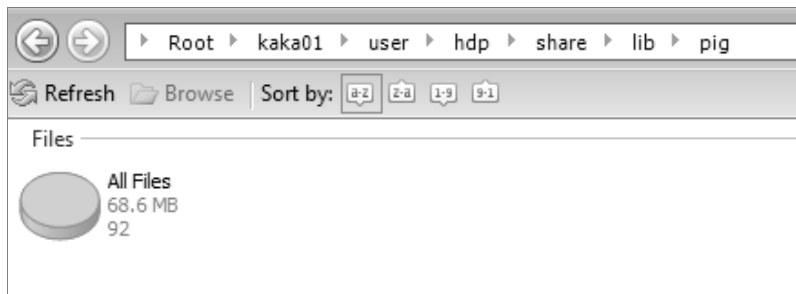 Root kaka01 user hdp share lib pig
Refresh Browse Sort by: a-z z-a 1-9 9-1
Files
All Files
68.6 MB
92